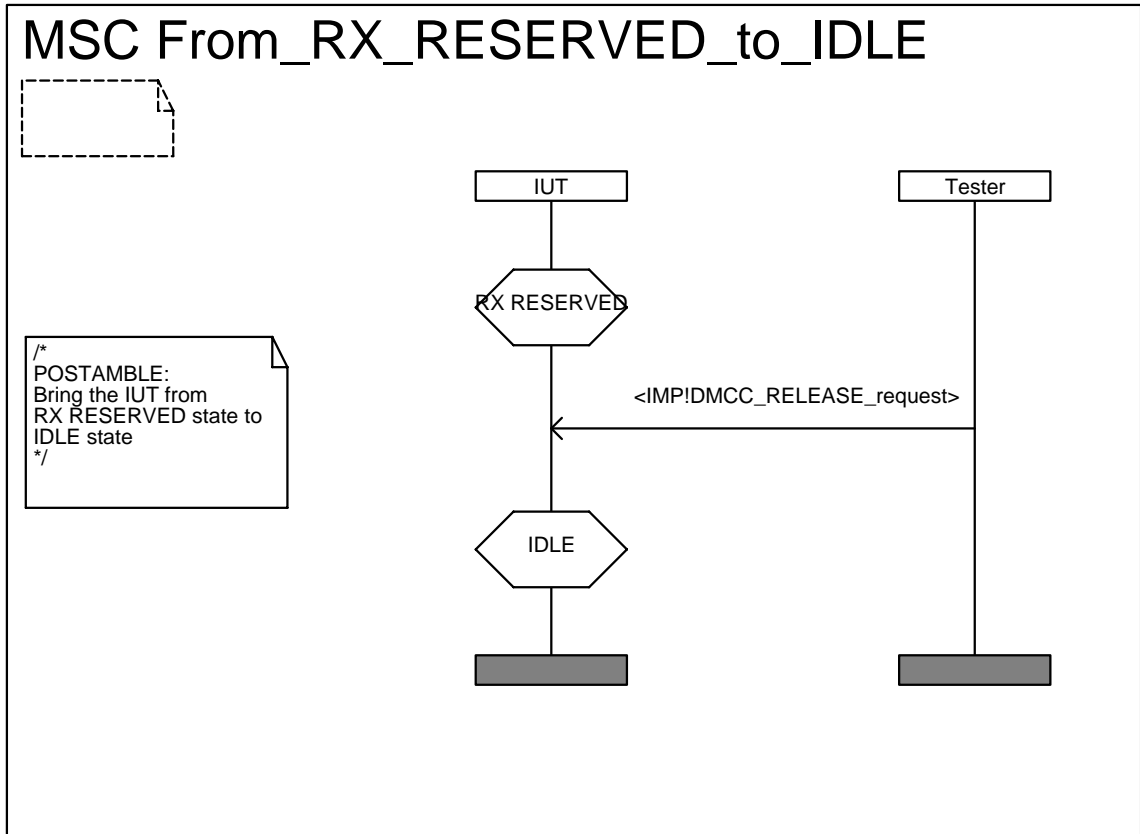 MSC From_RX_RESERVED_to_IDLE
IUT
Tester
RX RESERVED
/*
POSTAMBLE:
Bring the IUT from
RX RESERVED state to
IDLE state
*/
<IMP!DMCC_RELEASE_request>
IDLE